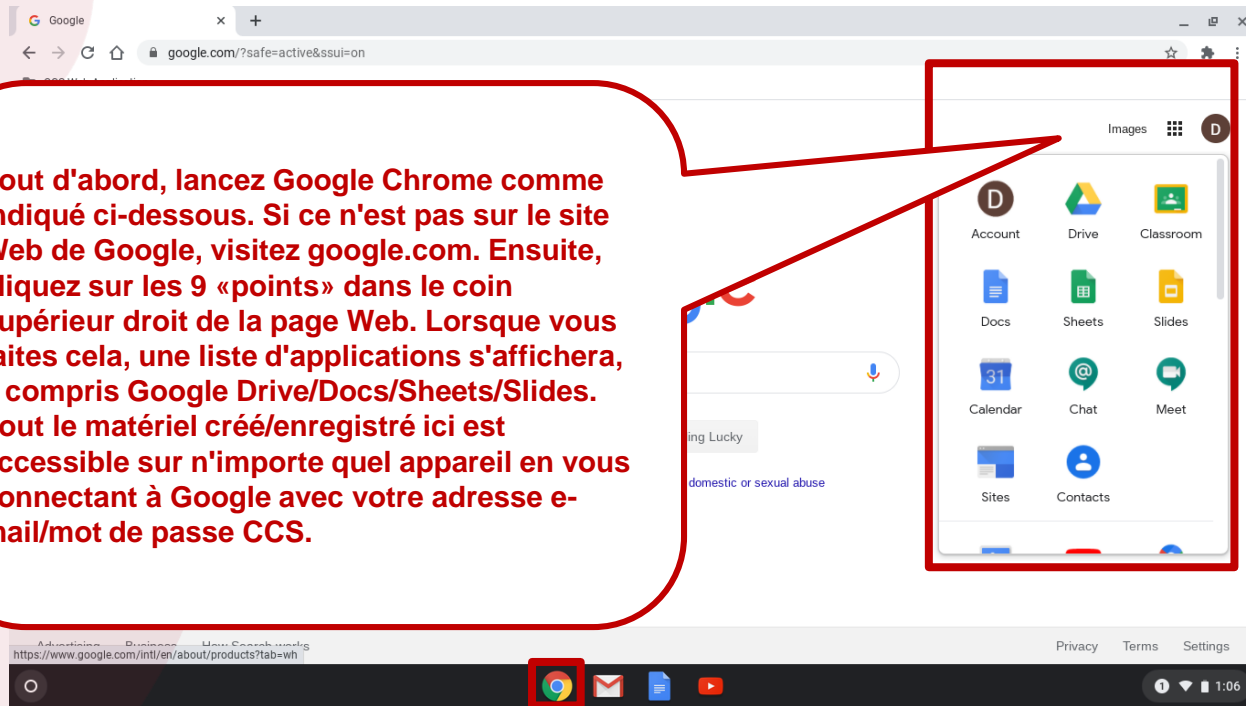 Google
google.com/?safe=active&ssui=on
out d'abord, lancez Google Chrome comme
ndiqué ci-dessous. Si ce n'est pas sur le site
Web de Google, visitez google.com. Ensuite,
liquez sur les 9 «points» dans le coin
upérieur droit de la page Web. Lorsque vous
aites cela, une liste d'applications s'affichera,
compris Google Drive/Docs/Sheets/Slides.
out le matériel créé/enregistré ici est
ccessible sur n'importe quel appareil en vous
onnectant à Google avec votre adresse e-
mail/mot de passe CCS.
Images D
D
Account Drive Classroom
Docs Sheets Slides
31 @
Calendar Chat Meet
Sites Contacts
ing Lucky
domestic or sexual abuse
Advertising Business How Search works
Privacy Terms Settings
https://www.google.com/intl/en/about/products?tab=wh
1 1:06